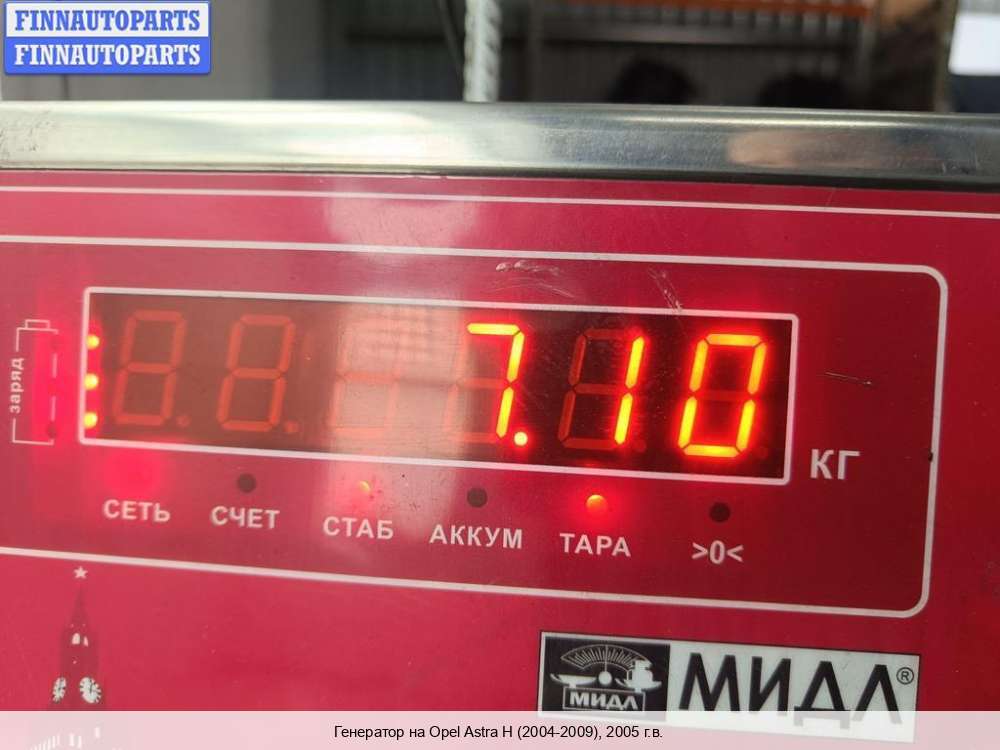 FINNAUTOPARTS
FINNAUTOPARTS
заряд
7.10
КГ
СЕТЬ СЧЕТ СТАБ АККУМ ТАРА >0<
МИДЛ МИДЛ®
Генератор на Opel Astra H (2004-2009), 2005 г.в.